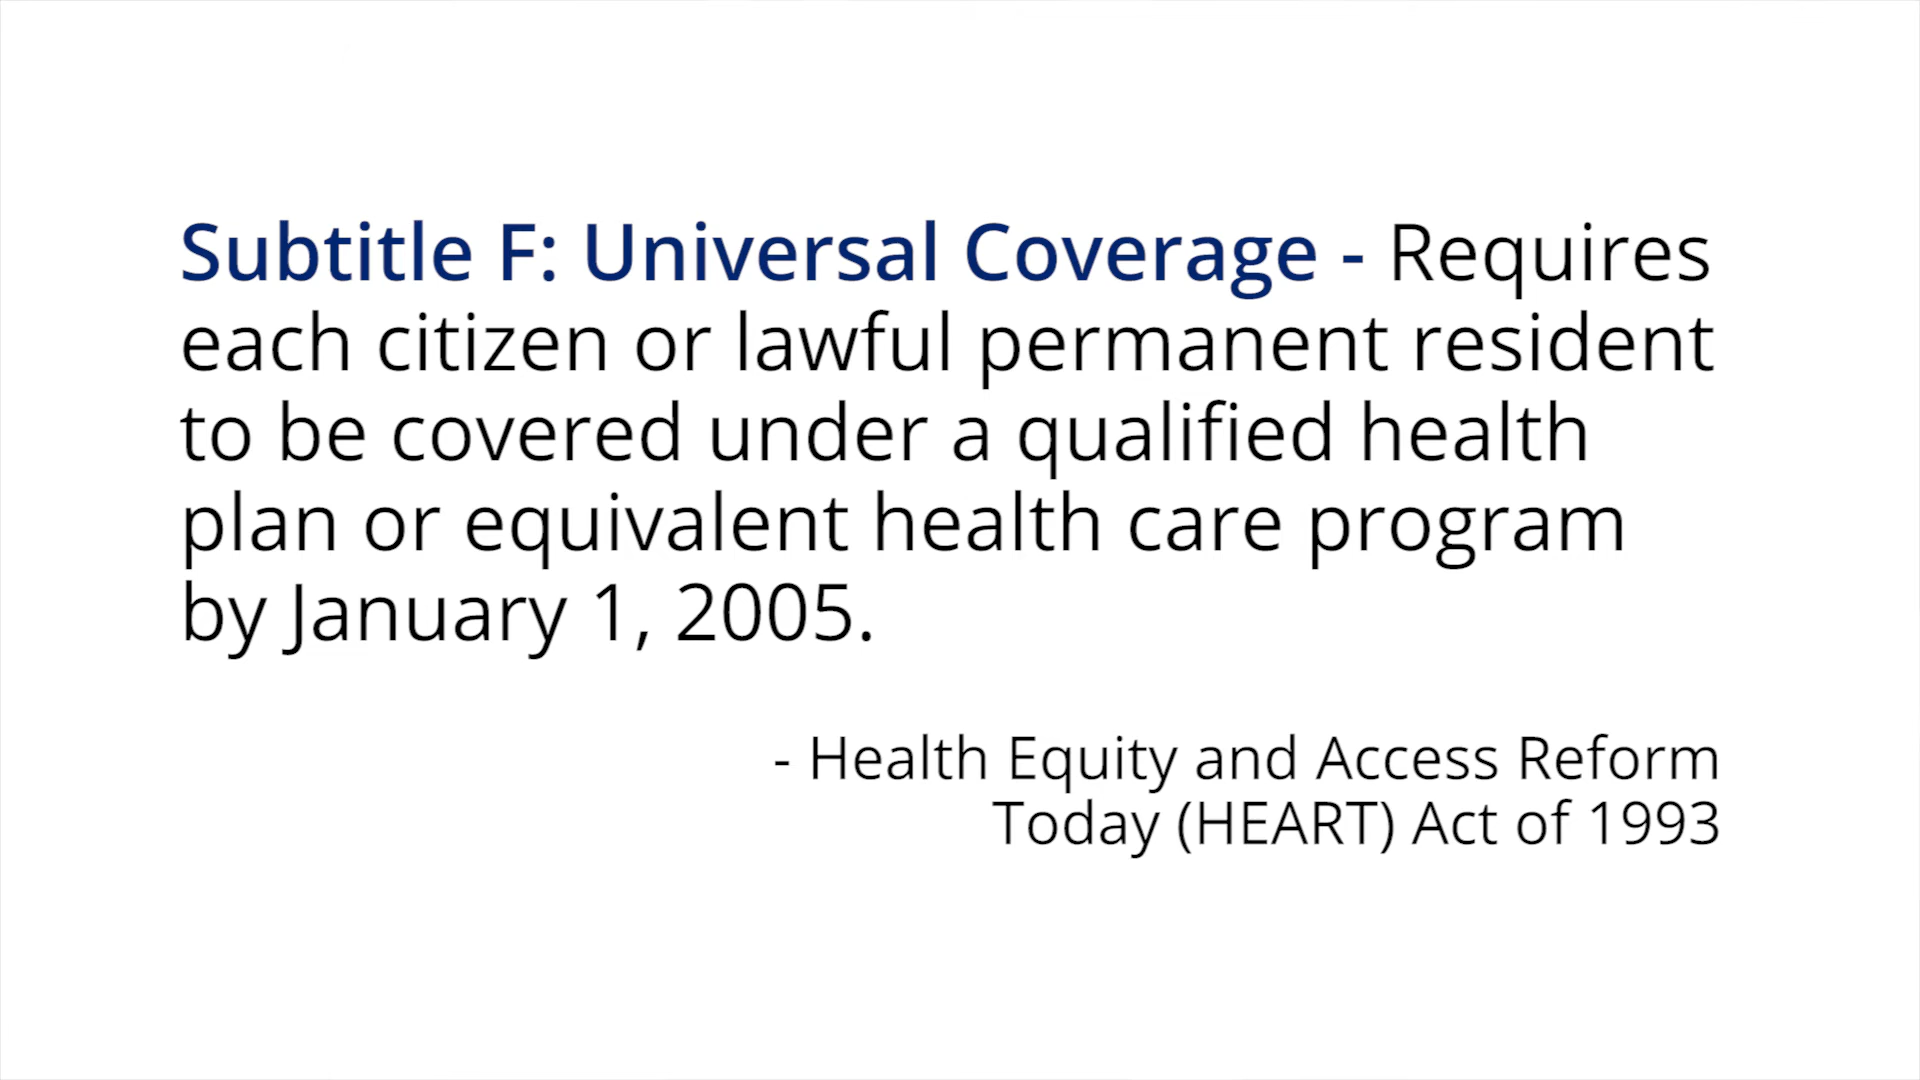 Subtitle F: Universal Coverage - Requires
each citizen or lawful permanent resident
to be covered under a qualified health
plan or equivalent health care program
by January 1, 2005.
- Health Equity and Access Reform
Today (HEART) Act of 1993